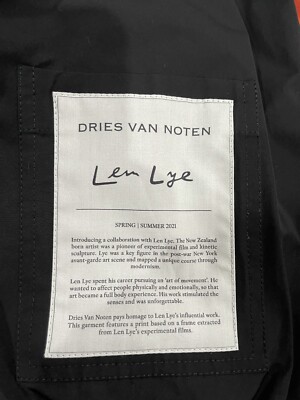 DRIES VAN NOTEN
Len Lye
SPRING | SUMMER 2021
Introducing a collaboration with Len Lye. The New Zealand
born artist was a pioneer of experimental film and kinetic
sculpture. Lye was a key figure in the post-war New York
avant-garde art scene and mapped a unique course through
modernism.
Len Lye spent his career pursuing an 'art of movement'. He
wanted to affect people physically and emotionally, so that
art became a full body experience. His work stimulated the
senses and was unforgettable.
Dries Van Noten pays homage to Len Lye's influential work.
This garment features a print based on a frame extracted
from Len Lye's experimental films.